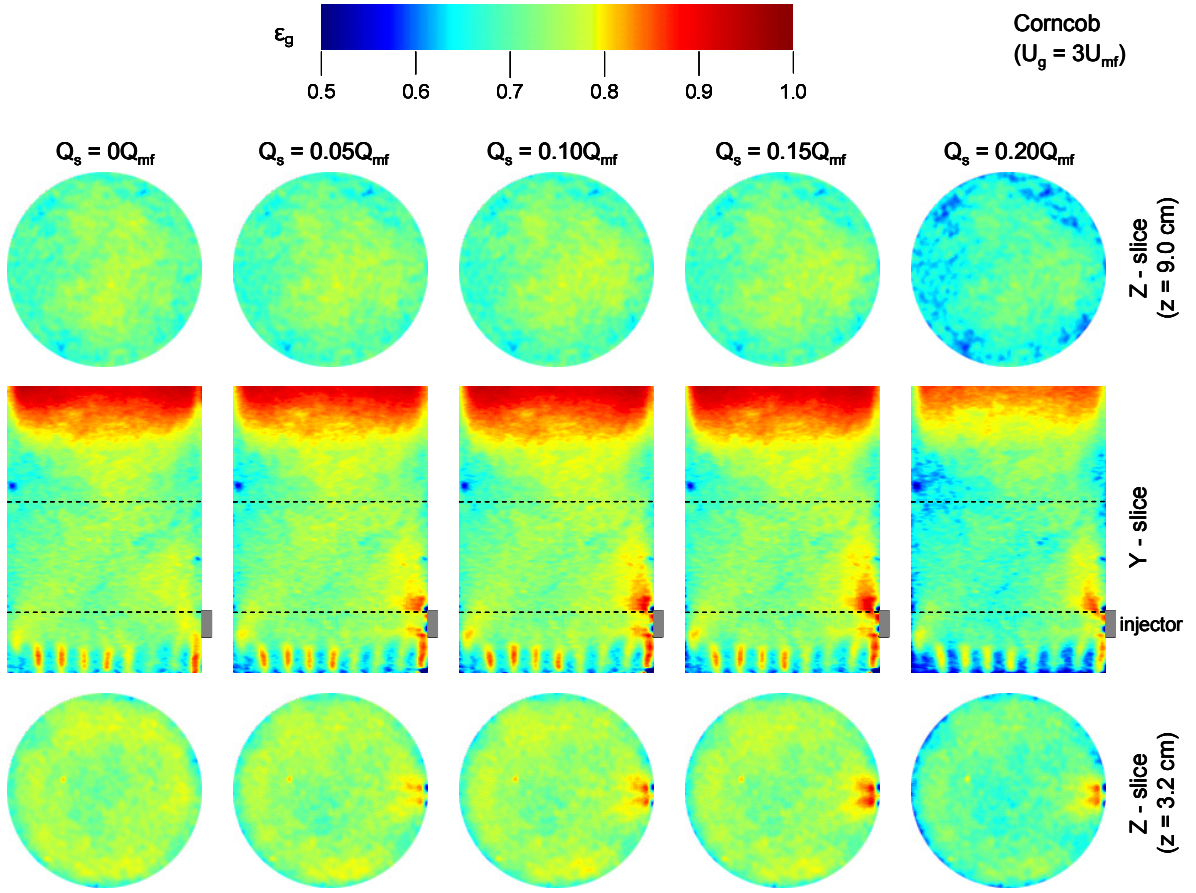 εg
0.5 0.6 0.7 0.8 0.9 1.0
Corncob
(Ug = 3Umf)
Qs = 0Qmf
Qs = 0.05Qmf
Qs = 0.10Qmf
Qs = 0.15Qmf
Qs = 0.20Qmf
Z - slice
(z = 9.0 cm)
Y - slice
injector
Z - slice
(z = 3.2 cm)